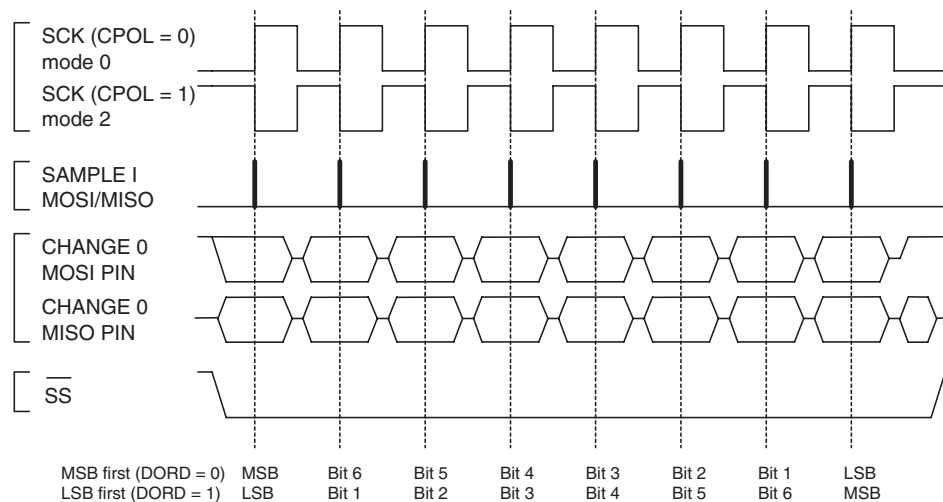 SCK (CPOL = 0)
mode 0
SCK (CPOL = 1)
mode 2
SAMPLE I
MOSI/MISO
CHANGE 0
MOSI PIN
CHANGE 0
MISO PIN
SS
MSB first (DORD = 0) MSB Bit 6 Bit 5 Bit 4 Bit 3 Bit 2 Bit 1 LSB
LSB first (DORD = 1) LSB Bit 1 Bit 2 Bit 3 Bit 4 Bit 5 Bit 6 MSB